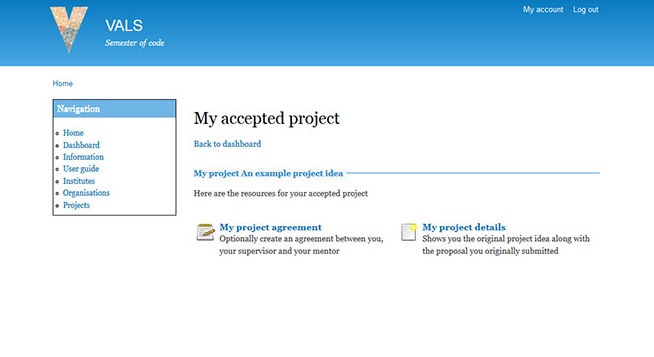 My account Log out
VALS
Semester of code
Home
Navigation
Home
Dashboard
Information
User guide
Institutes
Organisations
Projects
My accepted project
Back to dashboard
My project An example project idea
Here are the resources for your accepted project
My project agreement
Optionally create an agreement between you,
your supervisor and your mentor
My project details
Shows you the original project idea along with
the proposal you originally submitted